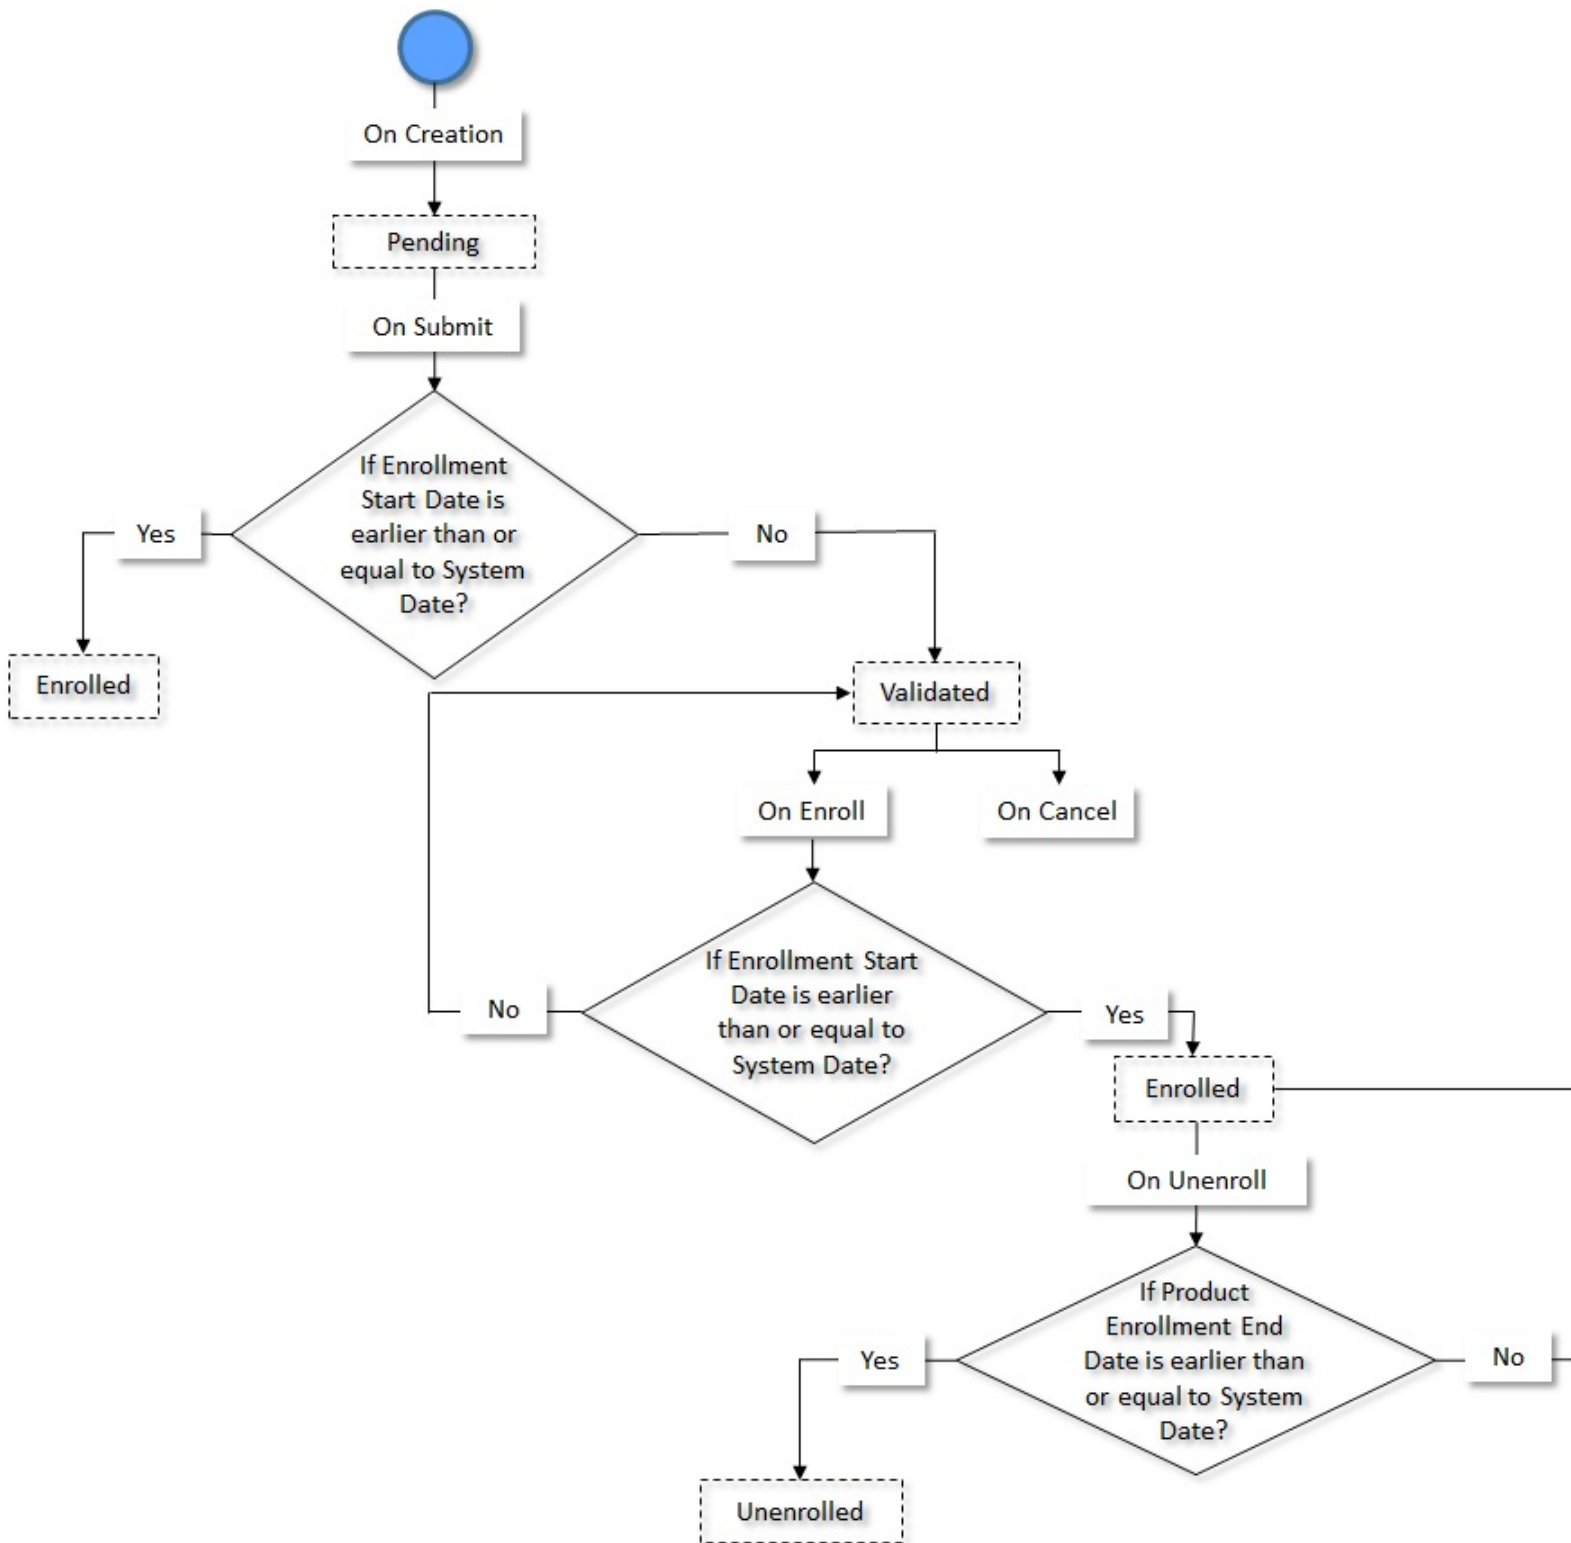 On Creation
Pending
On Submit
If Enrollment
Start Date is
earlier than or
equal to System
Date?
Yes
No
Enrolled
Validated
On Enroll
On Cancel
If Enrollment Start
Date is earlier
than or equal to
System Date?
No
Yes
Enrolled
On Unenroll
If Product
Enrollment End
Date is earlier than
or equal to System
Date?
Yes
No
Unenrolled